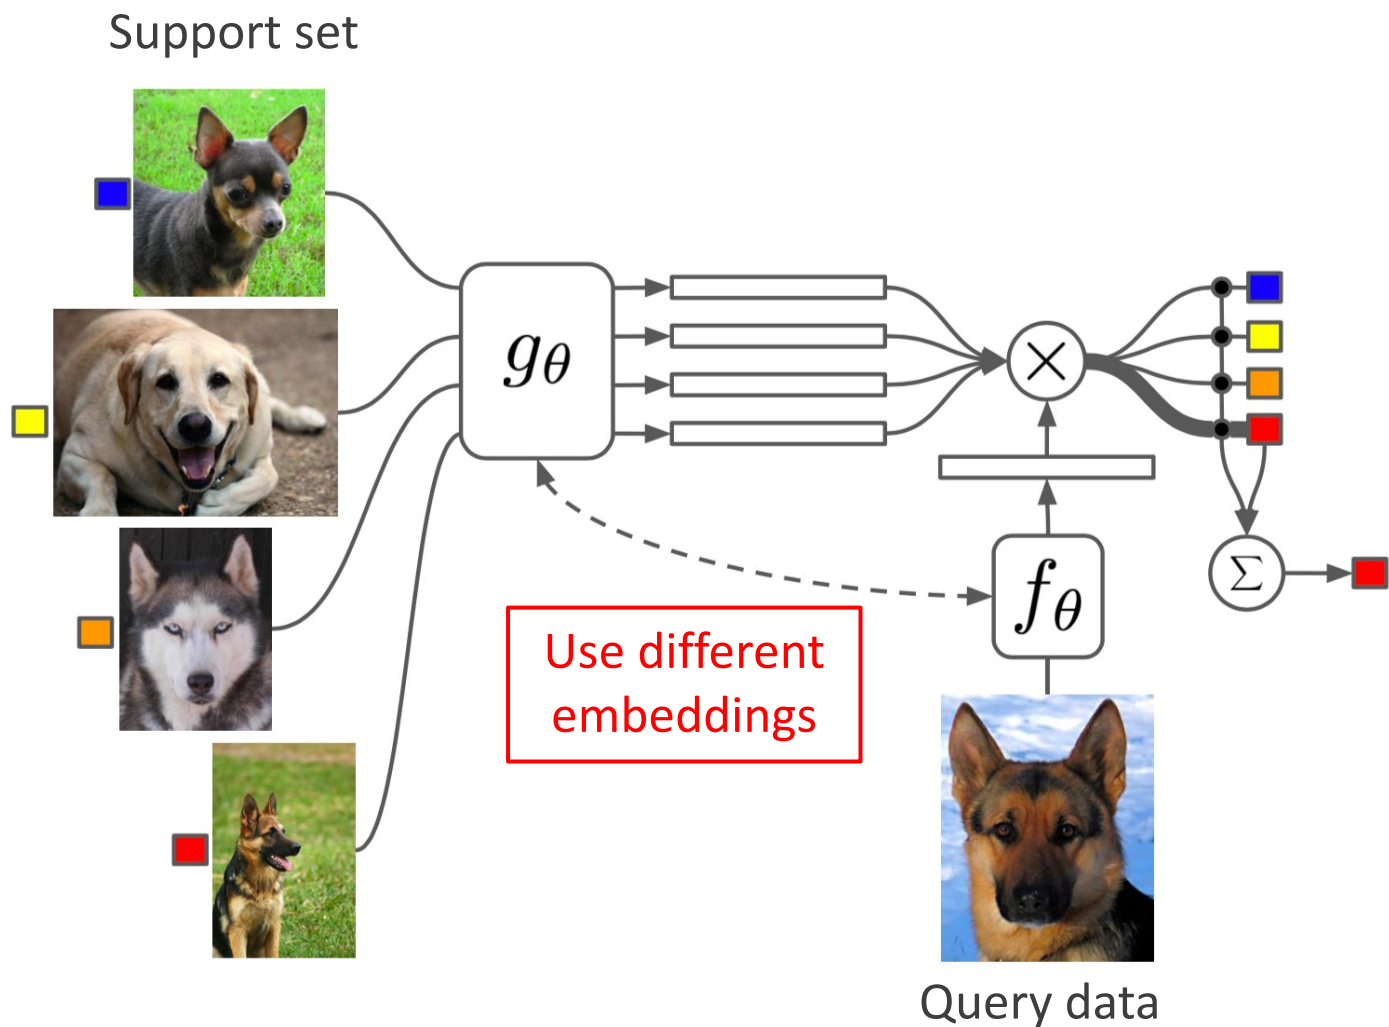 Support set
gθ
×
fθ
Σ
Use different
embeddings
Query data